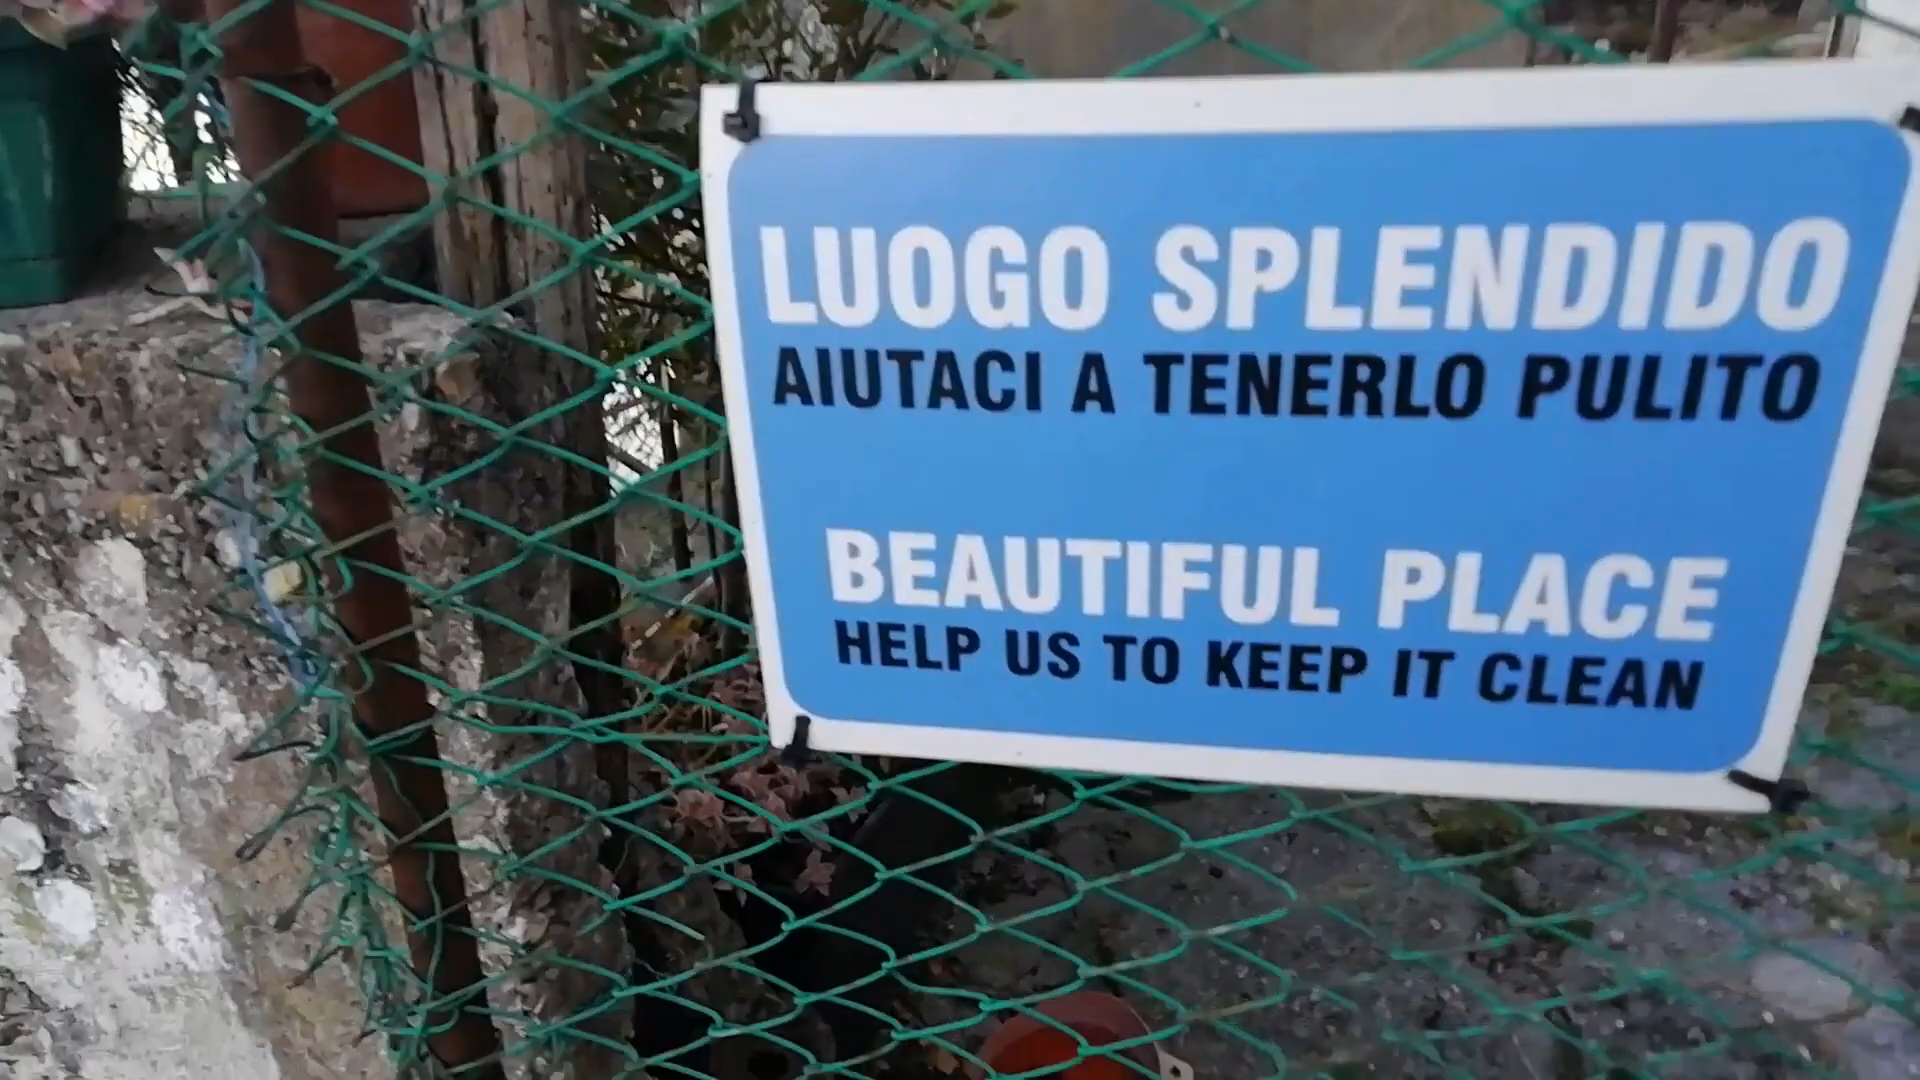 LUOGO SPLENDIDO
AIUTACI A TENERLO PULITO
BEAUTIFUL PLACE
HELP US TO KEEP IT CLEAN